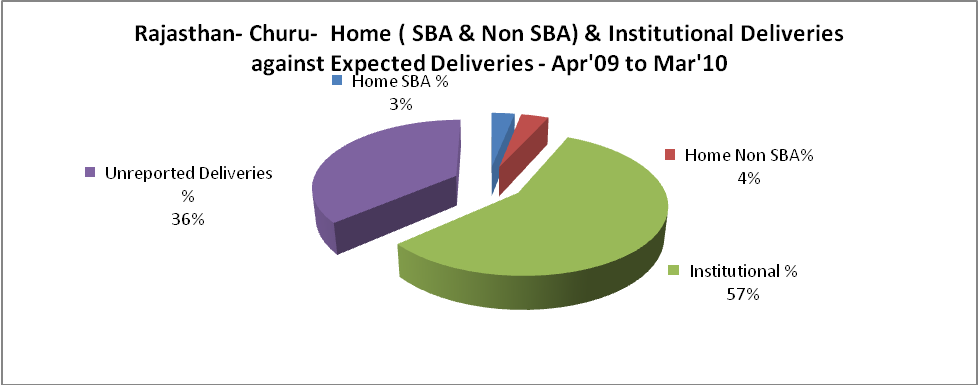 Rajasthan- Churu- Home ( SBA & Non SBA) & Institutional Deliveries
against Expected Deliveries - Apr'09 to Mar'10
Home SBA %
3%
Home Non SBA%
4%
Unreported Deliveries
%
36%
Institutional %
57%